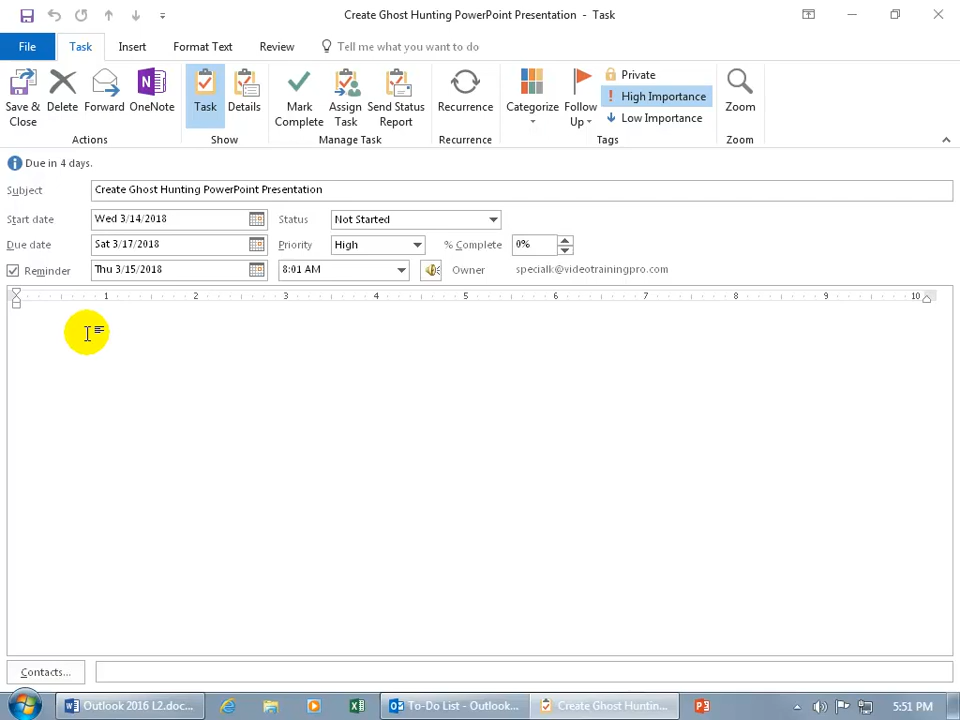 Create Ghost Hunting PowerPoint Presentation - Task
File Task Insert Format Text Review Tell me what you want to do
Save & Close
Delete
Forward
OneNote
Task
Details
Mark Complete
Assign Task
Send Status Report
Recurrence
Categorize
Follow Up
Private
High Importance
Low Importance
Zoom
Actions Show Manage Task Recurrence Tags Zoom
Due in 4 days.
Subject Create Ghost Hunting PowerPoint Presentation
Start date Wed 3/14/2018 Status Not Started
Due date Sat 3/17/2018 Priority High % Complete 0%
Reminder Thu 3/15/2018 8:01 AM Owner specialk@videotrainingpro.com
1 2 3 4 5 6 7 8 9 10
Contacts...
Outlook 2016 L2.doc... To-Do List - Outlook... Create Ghost Huntin... 5:51 PM